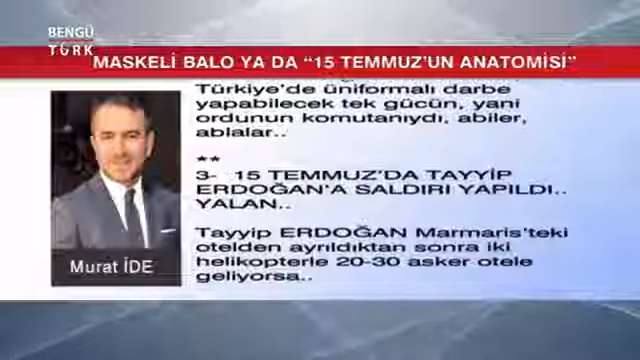 BENGÜ
TÜRK
MASKELİ BALO YA DA “15 TEMMUZ’UN ANATOMİSİ”
Türkiye’de üniformalı darbe
yapabilecek tek gücün, yani
ordunun komutanıydı, abiler,
ablalar..
**
3- 15 TEMMUZ’DA TAYYİP
ERDOĞAN’A SALDIRI YAPILDI..
YALAN..
Tayyip ERDOĞAN Marmaris’teki
otelden ayrıldıktan sonra iki
helikopterle 20-30 asker otele
geliyorsa..
Murat İDE